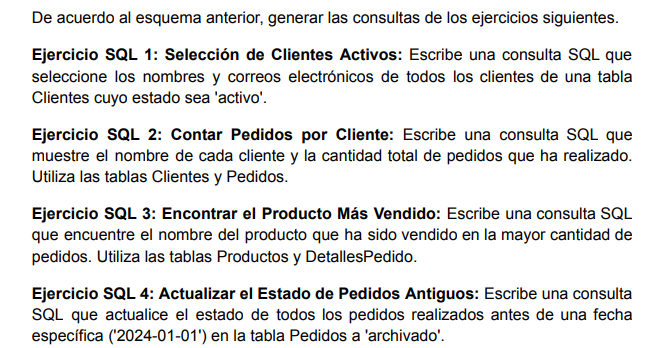 De acuerdo al esquema anterior, generar las consultas de los ejercicios siguientes.
Ejercicio SQL 1: Selección de Clientes Activos: Escribe una consulta SQL que
seleccione los nombres y correos electrónicos de todos los clientes de una tabla
Clientes cuyo estado sea 'activo'.
Ejercicio SQL 2: Contar Pedidos por Cliente: Escribe una consulta SQL que
muestre el nombre de cada cliente y la cantidad total de pedidos que ha realizado.
Utiliza las tablas Clientes y Pedidos.
Ejercicio SQL 3: Encontrar el Producto Más Vendido: Escribe una consulta SQL
que encuentre el nombre del producto que ha sido vendido en la mayor cantidad de
pedidos. Utiliza las tablas Productos y DetallesPedido.
Ejercicio SQL 4: Actualizar el Estado de Pedidos Antiguos: Escribe una consulta
SQL que actualice el estado de todos los pedidos realizados antes de una fecha
específica ('2024-01-01') en la tabla Pedidos a 'archivado'.